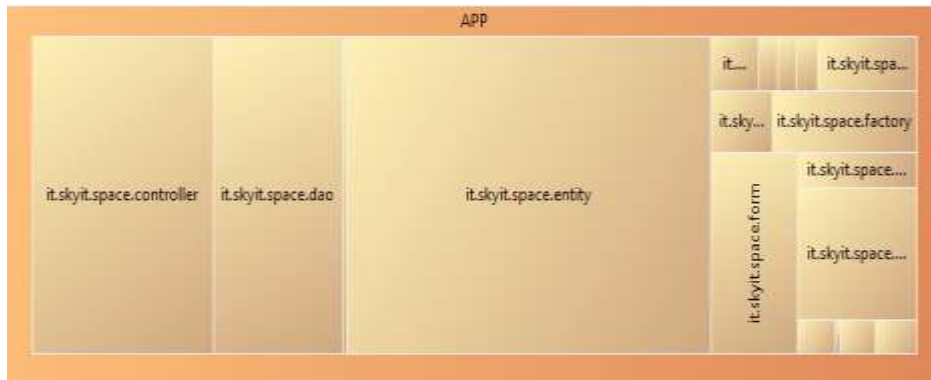 APP
it.skyit.space.controller
it.skyit.space.dao
it.skyit.space.entity
it....
it.skyit.spa...
it.sky...
it.skyit.space.factory
it.skyit.space.form
it.skyit.space....
it.skyit.space....